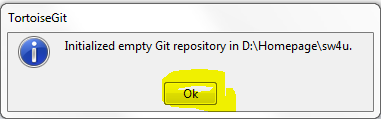 TortoiseGit
Initialized empty Git repository in D:\Homepage\sw4u.
Ok